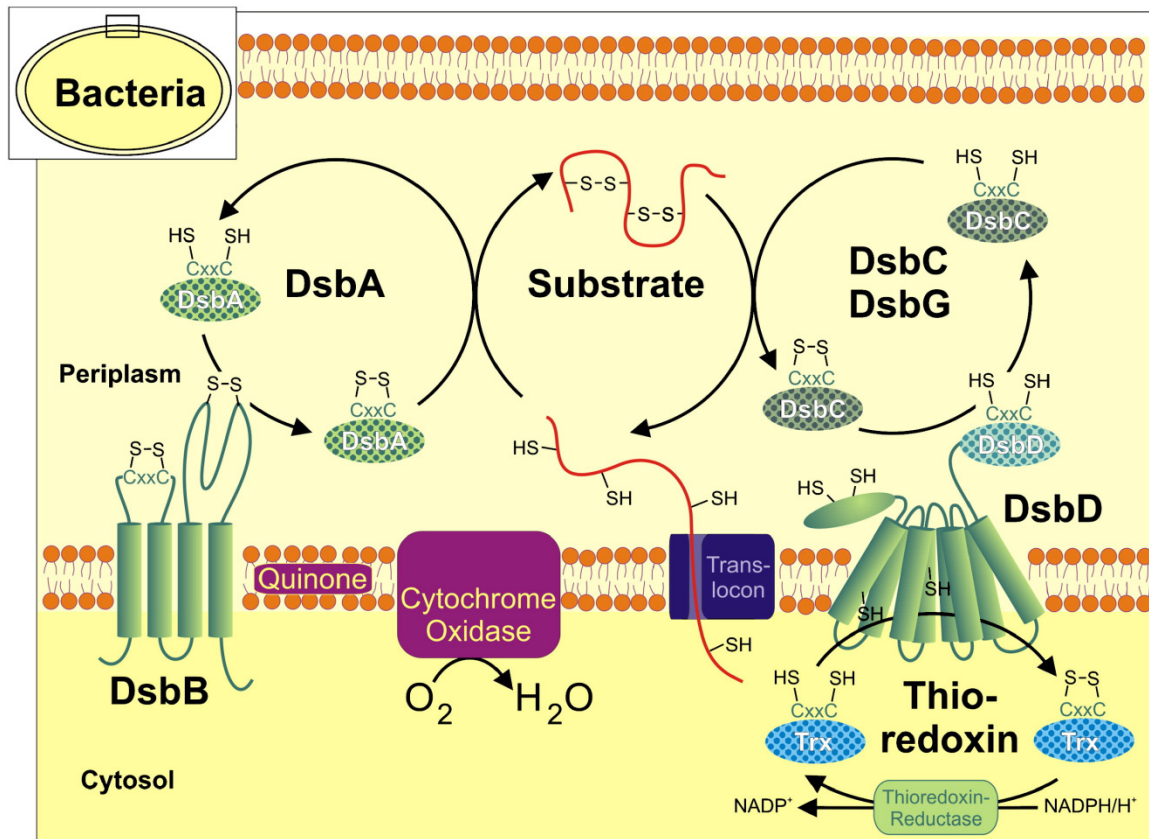 Bacteria
HS
SH
CxxC
DsbA
DsbA
S-S
S-S
Substrate
HS
SH
CxxC
DsbC
DsbC
DsbG
Periplasm
S-S
S-S
CxxC
S-S
CxxC
DsbA
HS
SH
SH
S-S
CxxC
DsbC
HS
SH
CxxC
DsbD
HS
SH
DsbD
Quinone
Cytochrome
Oxidase
Trans-
locon
SH
SH
SH
DsbB
O2
H2O
HS
SH
CxxC
Trx
Thio-
redoxin
S-S
CxxC
Trx
Cytosol
NADP+
Thioredoxin-
Reductase
NADPH/H+